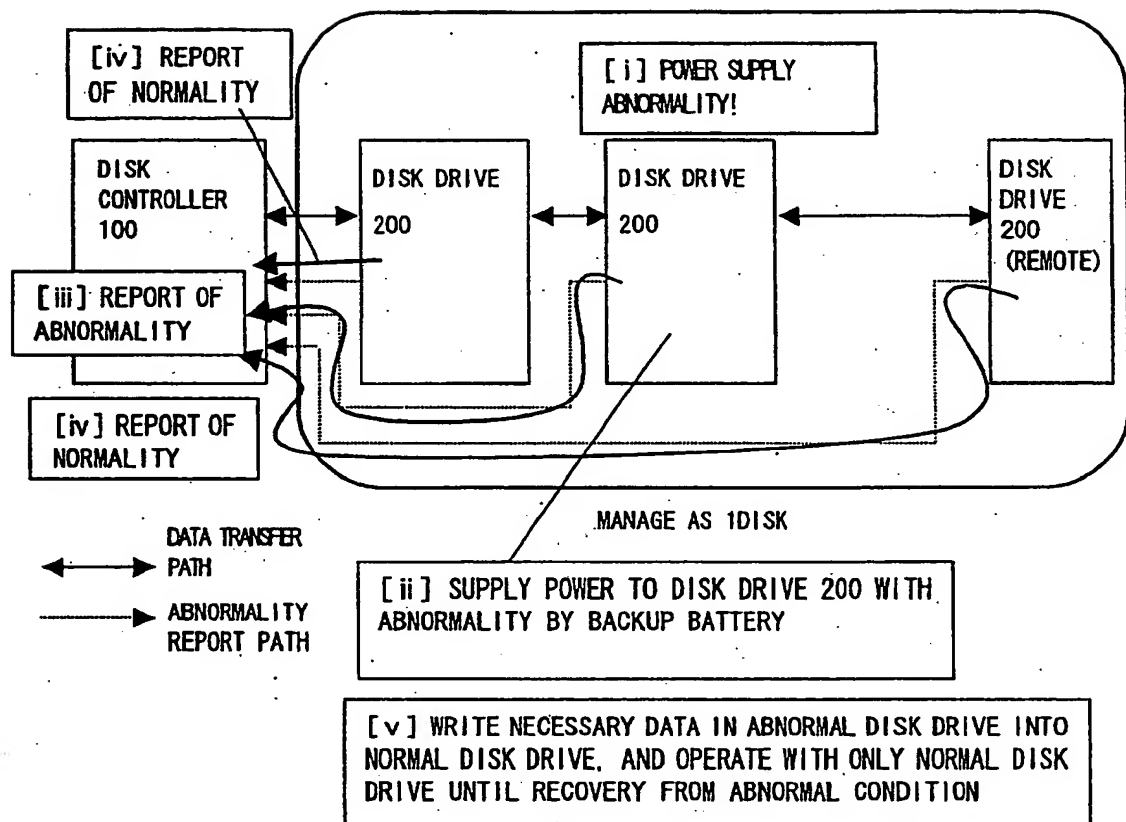 [iv] REPORT
OF NORMALITY
[i] POWER SUPPLY
ABNORMALITY!
DISK
CONTROLLER
100
DISK DRIVE
200
DISK DRIVE
200
DISK
DRIVE
200
(REMOTE)
[iii] REPORT OF
ABNORMALITY
[iv] REPORT OF
NORMALITY
MANAGE AS 1DISK
DATA TRANSFER
PATH
ABNORMALITY
REPORT PATH
[ii] SUPPLY POWER TO DISK DRIVE 200 WITH
ABNORMALITY BY BACKUP BATTERY
[v] WRITE NECESSARY DATA IN ABNORMAL DISK DRIVE INTO
NORMAL DISK DRIVE, AND OPERATE WITH ONLY NORMAL DISK
DRIVE UNTIL RECOVERY FROM ABNORMAL CONDITION